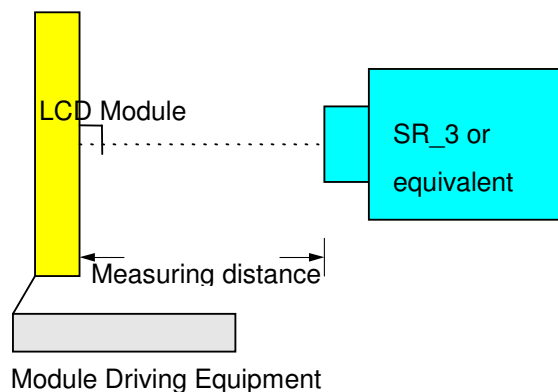 LCD Module
SR_3 or
equivalent
Measuring distance
Module Driving Equipment